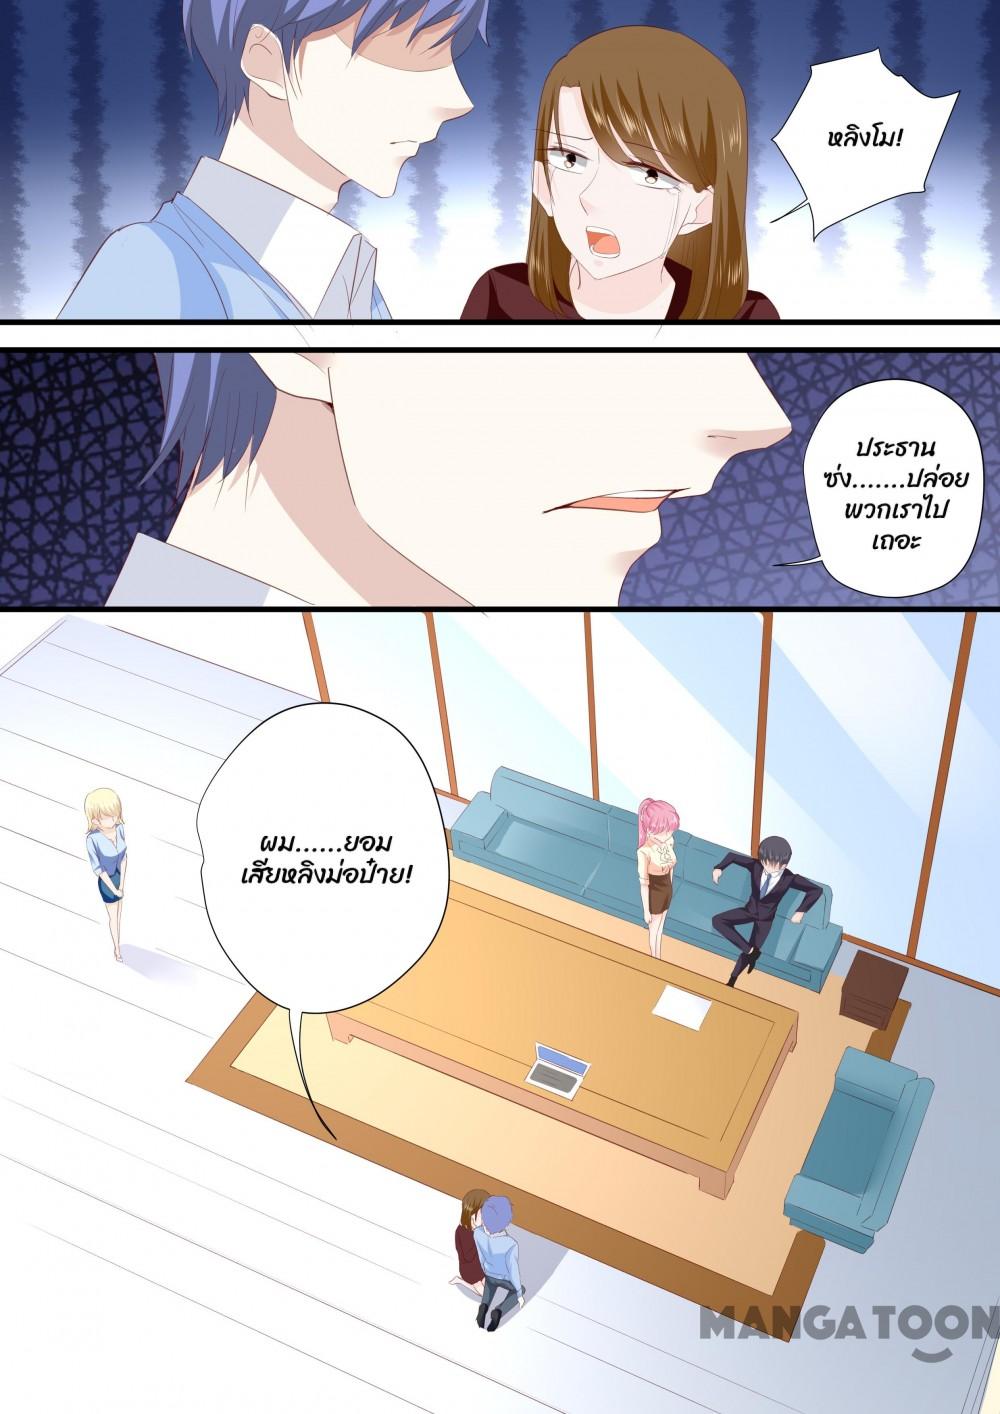 หลิงโม!
ประธาน
ซ่ง.......ปล่อย
พวกเราไป
เถอะ
ผม......ยอม
เสียหลิงม่อป๋าย!
MANGATOON